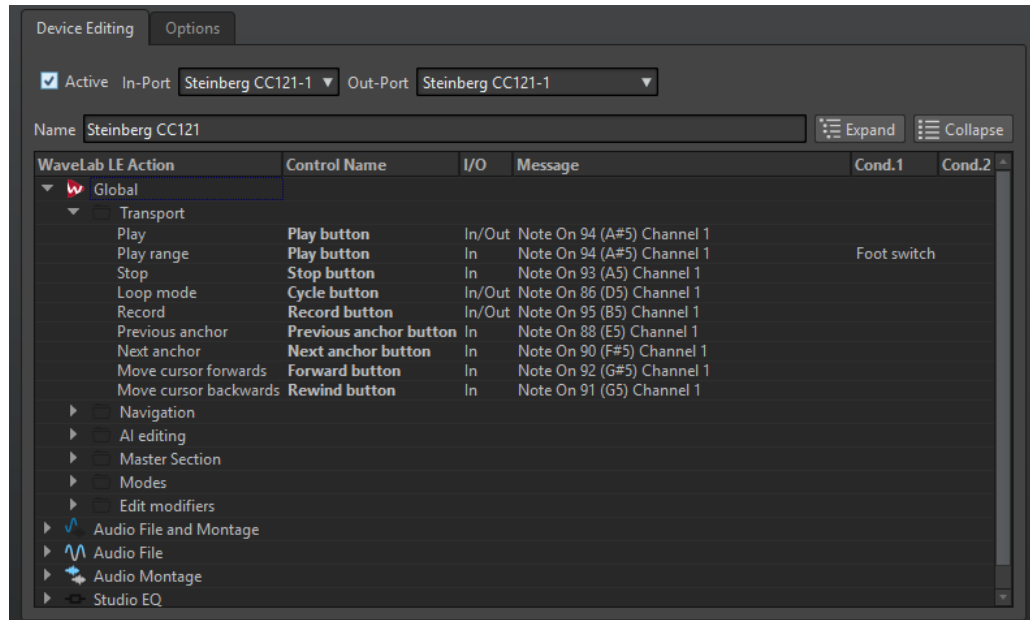 Device Editing Options
Active In-Port Steinberg CC121-1 Out-Port Steinberg CC121-1
Name Steinberg CC121 Expand Collapse
WaveLab LE Action Control Name I/O Message Cond.1 Cond.2
Global
Transport
Play Play button In/Out Note On 94 (A#5) Channel 1
Play range Play button In Note On 94 (A#5) Channel 1 Foot switch
Stop Stop button In Note On 93 (A5) Channel 1
Loop mode Cycle button In/Out Note On 86 (D5) Channel 1
Record Record button In/Out Note On 95 (B5) Channel 1
Previous anchor Previous anchor button In Note On 88 (E5) Channel 1
Next anchor Next anchor button In Note On 90 (F#5) Channel 1
Move cursor forwards Forward button In Note On 92 (G#5) Channel 1
Move cursor backwards Rewind button In Note On 91 (G5) Channel 1
Navigation
AI editing
Master Section
Modes
Edit modifiers
Audio File and Montage
Audio File
Audio Montage
Studio EQ